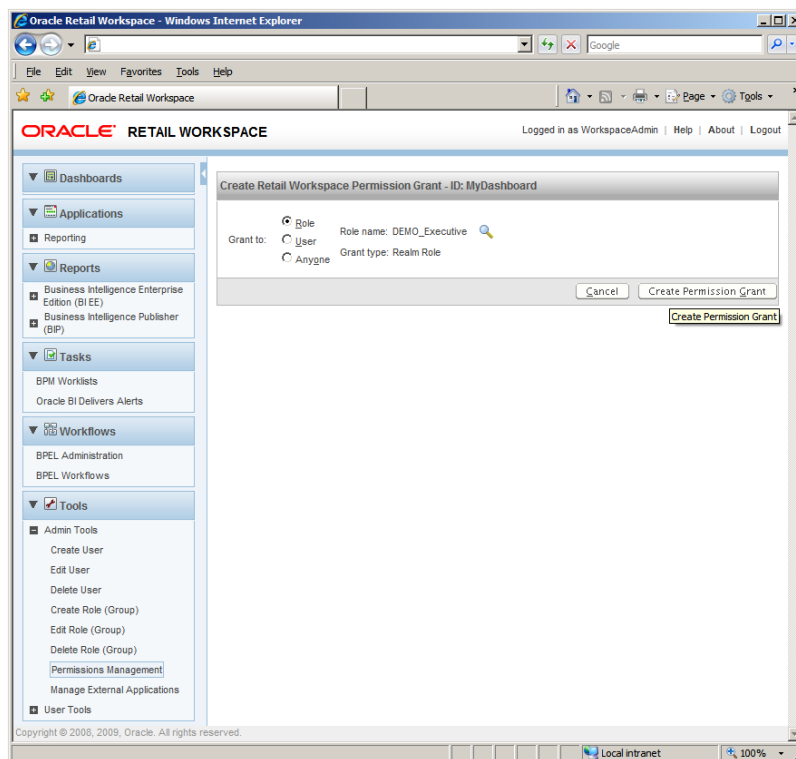 Oracle Retail Workspace - Windows Internet Explorer
Google
File Edit View Favorites Tools Help
Oracle Retail Workspace
Page Tools
ORACLE RETAIL WORKSPACE
Logged in as WorkspaceAdmin | Help | About | Logout
Dashboards
Applications
Reporting
Reports
Business Intelligence Enterprise
Edition (BI EE)
Business Intelligence Publisher
(BIP)
Tasks
BPM Worklists
Oracle BI Delivers Alerts
Workflows
BPEL Administration
BPEL Workflows
Tools
Admin Tools
Create User
Edit User
Delete User
Create Role (Group)
Edit Role (Group)
Delete Role (Group)
Permissions Management
Manage External Applications
User Tools
Create Retail Workspace Permission Grant - ID: MyDashboard
Grant to:
Role
User
Anyone
Role name: DEMO_Executive
Grant type: Realm Role
Cancel
Create Permission Grant
Create Permission Grant
Copyright © 2008, 2009, Oracle. All rights reserved.
Local intranet
100%